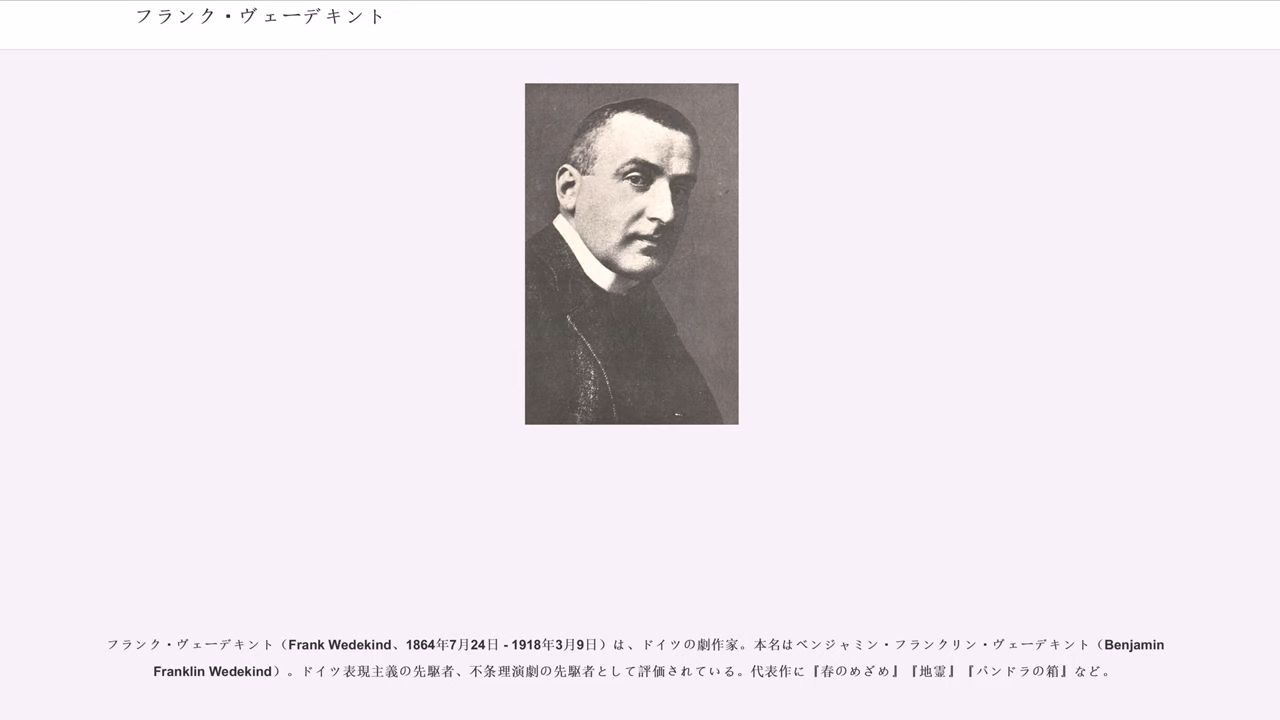 フランク・ヴェーデキント
フランク・ヴェーデキント（Frank Wedekind、1864年7月24日 - 1918年3月9日）は、ドイツの劇作家。本名はベンジャミン・フランクリン・ヴェーデキント（Benjamin
Franklin Wedekind）。ドイツ表現主義の先駆者、不条理演劇の先駆者として評価されている。代表作に『春のめざめ』『地霊』『パンドラの箱』など。